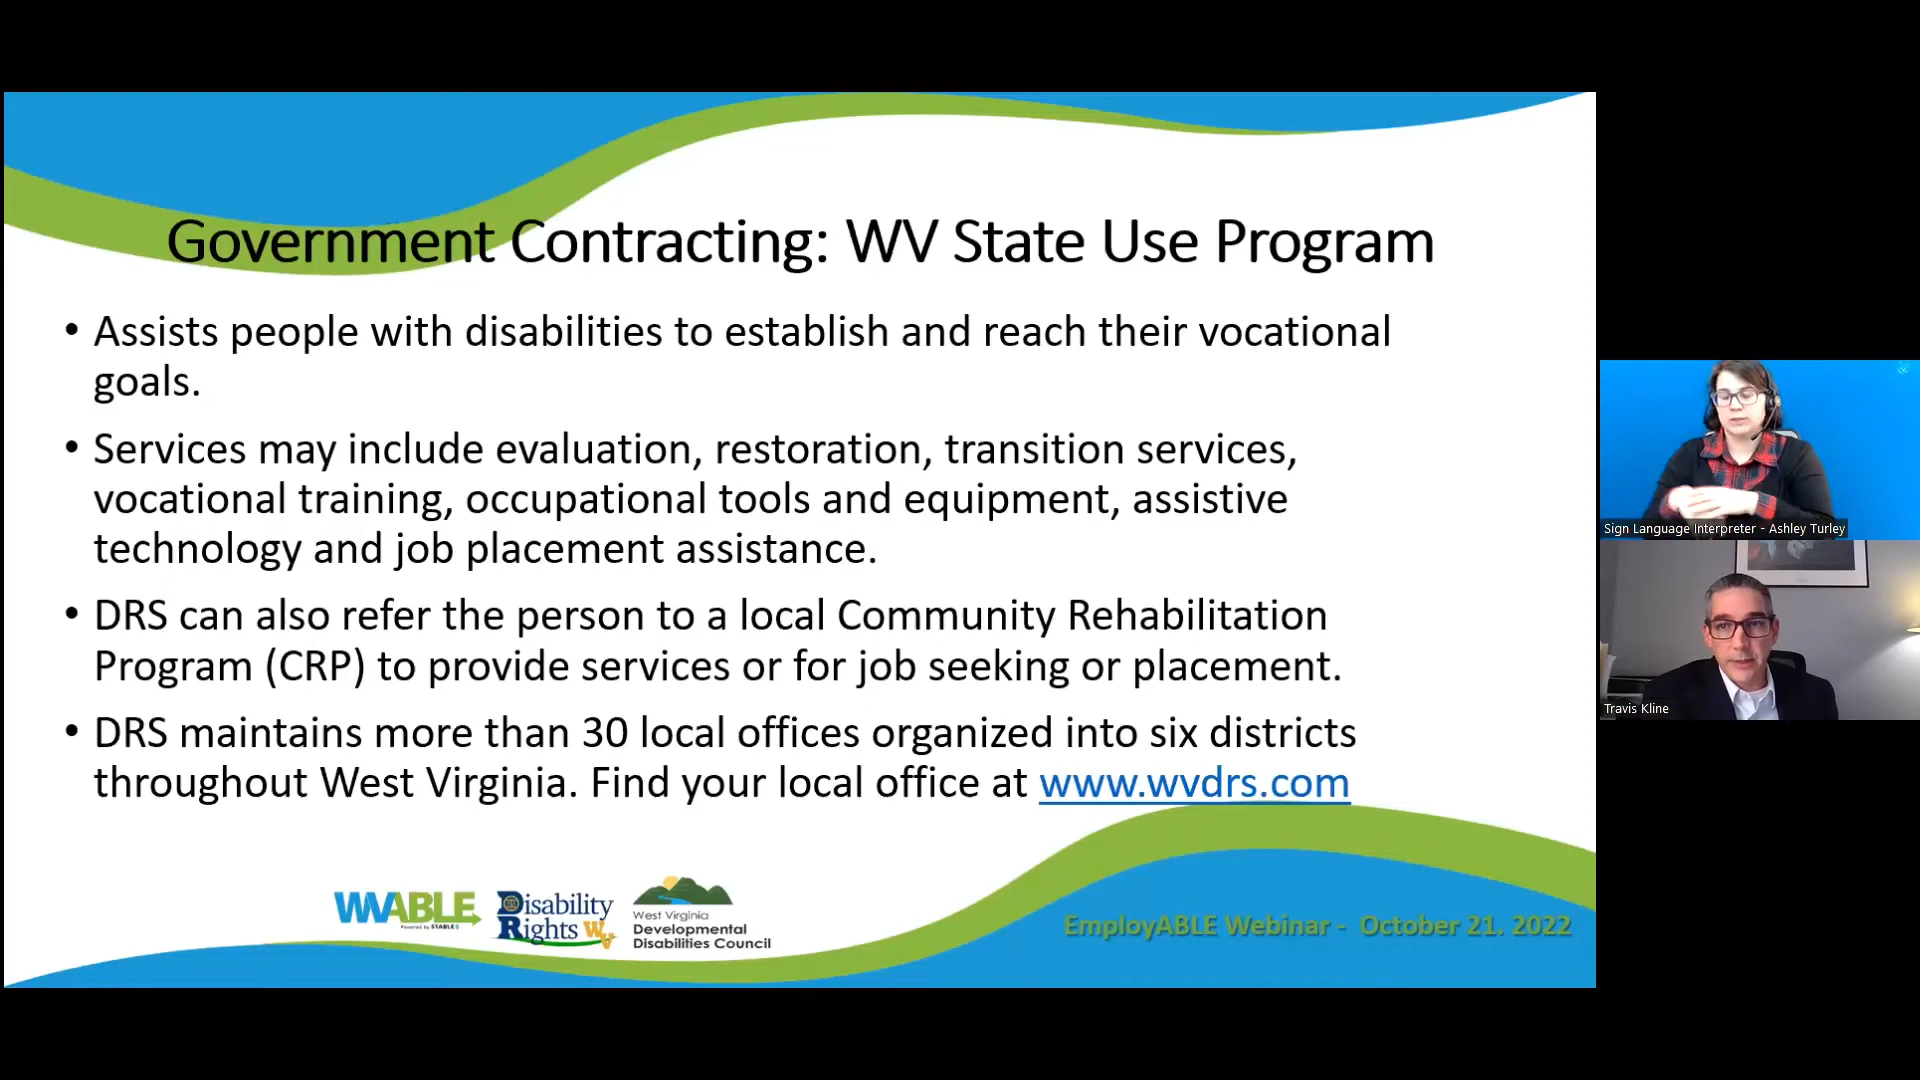 Government Contracting: WV State Use Program
• Assists people with disabilities to establish and reach their vocational
goals.
• Services may include evaluation, restoration, transition services,
vocational training, occupational tools and equipment, assistive
technology and job placement assistance.
• DRS can also refer the person to a local Community Rehabilitation
Program (CRP) to provide services or for job seeking or placement.
• DRS maintains more than 30 local offices organized into six districts
throughout West Virginia. Find your local office at www.wvdrs.com
WVABLE
Powered by STABLE
Disability
Rights WV
West Virginia
Developmental
Disabilities Council
EmployABLE Webinar - October 21. 2022
Sign Language Interpreter - Ashley Turley
Travis Kline